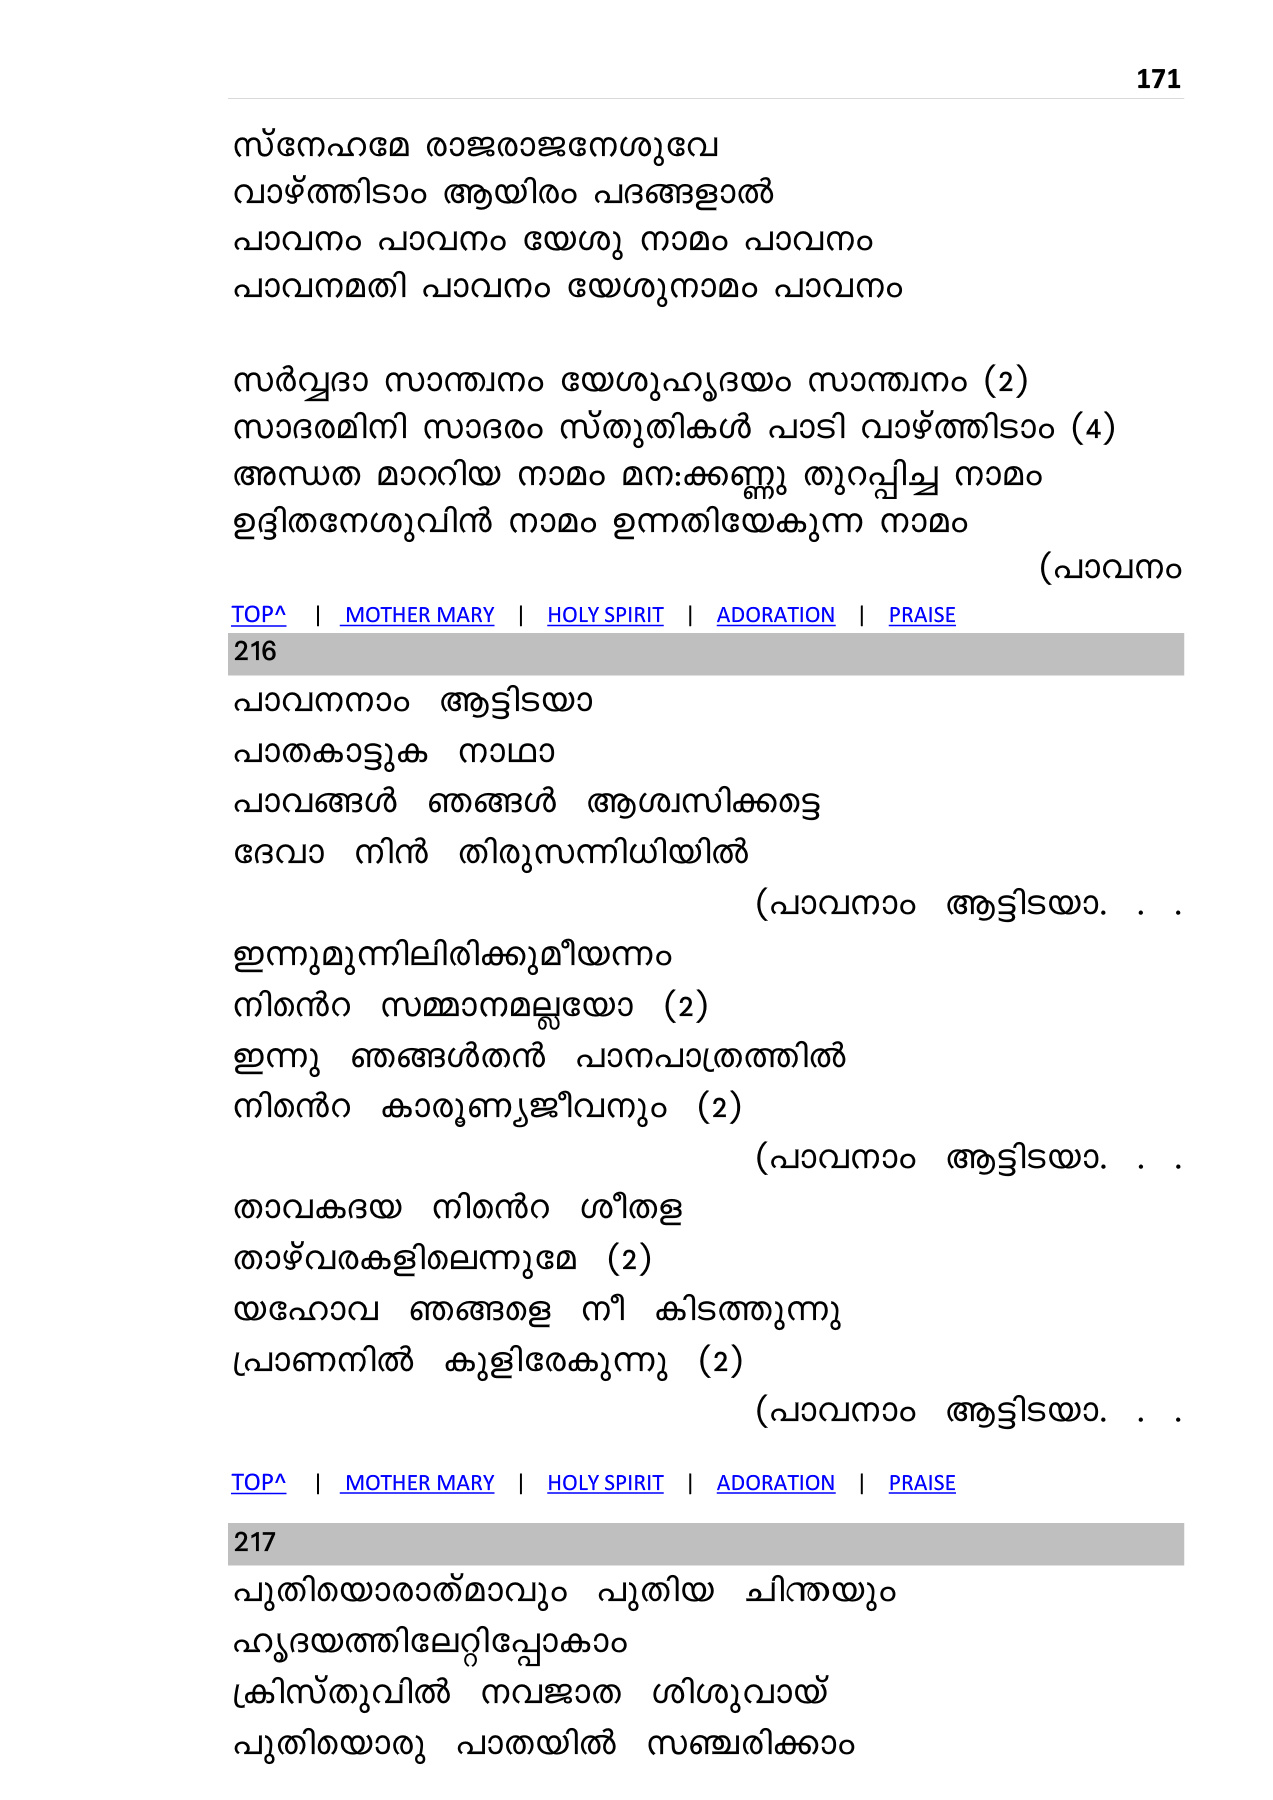 171
സ്നേഹമേ രാജരാജനേശുവേ
വാഴ്ത്തിടാം ആയിരം പദങ്ങളാൽ
പാവനം പാവനം യേശു നാമം പാവനം
പാവനമതി പാവനം യേശുനാമം പാവനം
സർവ്വദാ സാന്ത്വനം യേശുഹൃദയം സാന്ത്വനം (2)
സാദരമിനി സാദരം സ്തുതികൾ പാടി വാഴ്ത്തിടാം (4)
അന്ധത മാററിയ നാമം മന:ക്കണ്ണു തുറപ്പിച്ച നാമം
ഉദ്ദിതനേശുവിൻ നാമം ഉന്നതിയേകുന്ന നാമം
(പാവനം
TOP^ | MOTHER MARY | HOLY SPIRIT | ADORATION | PRAISE
216
പാവനനാം ആട്ടിടയാ
പാതകാട്ടുക നാഥാ
പാവങ്ങൾ ഞങ്ങൾ ആശ്വസിക്കട്ടെ
ദേവാ നിൻ തിരുസന്നിധിയിൽ
(പാവനാം ആട്ടിടയാ. . .
ഇന്നുമുന്നിലിരിക്കുമീയന്നം
നിൻെറ സമ്മാനമല്ലയോ (2)
ഇന്നു ഞങ്ങൾതൻ പാനപാത്രത്തിൽ
നിൻെറ കാരൂണ്യജീവനും (2)
(പാവനാം ആട്ടിടയാ. . .
താവകദയ നിൻെറ ശീതള
താഴ്വരകളിലെന്നുമേ (2)
യഹോവ ഞങ്ങളെ നീ കിടത്തുന്നു
പ്രാണനിൽ കുളിരേകുന്നു (2)
(പാവനാം ആട്ടിടയാ. . .
TOP^ | MOTHER MARY | HOLY SPIRIT | ADORATION | PRAISE
217
പുതിയൊരാത്മാവും പുതിയ ചിന്തയും
ഹൃദയത്തിലേറ്റിപ്പോകാം
ക്രിസ്തുവിൽ നവജാത ശിശുവായ്
പുതിയൊരു പാതയിൽ സഞ്ചരിക്കാം